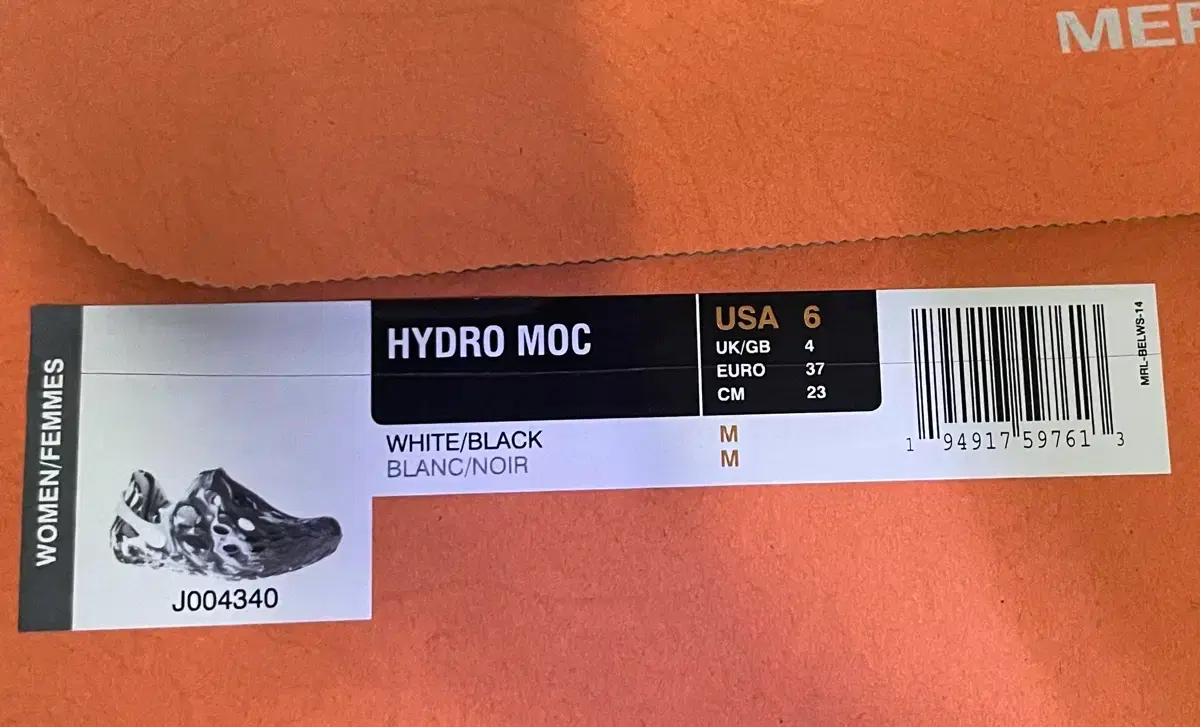 MER
WOMEN/FEMMES
J004340
HYDRO MOC
WHITE/BLACK
BLANC/NOIR
USA 6
UK/GB 4
EURO 37
CM 23
M
M
1 94917 59761 3
MRL-BELWS-14